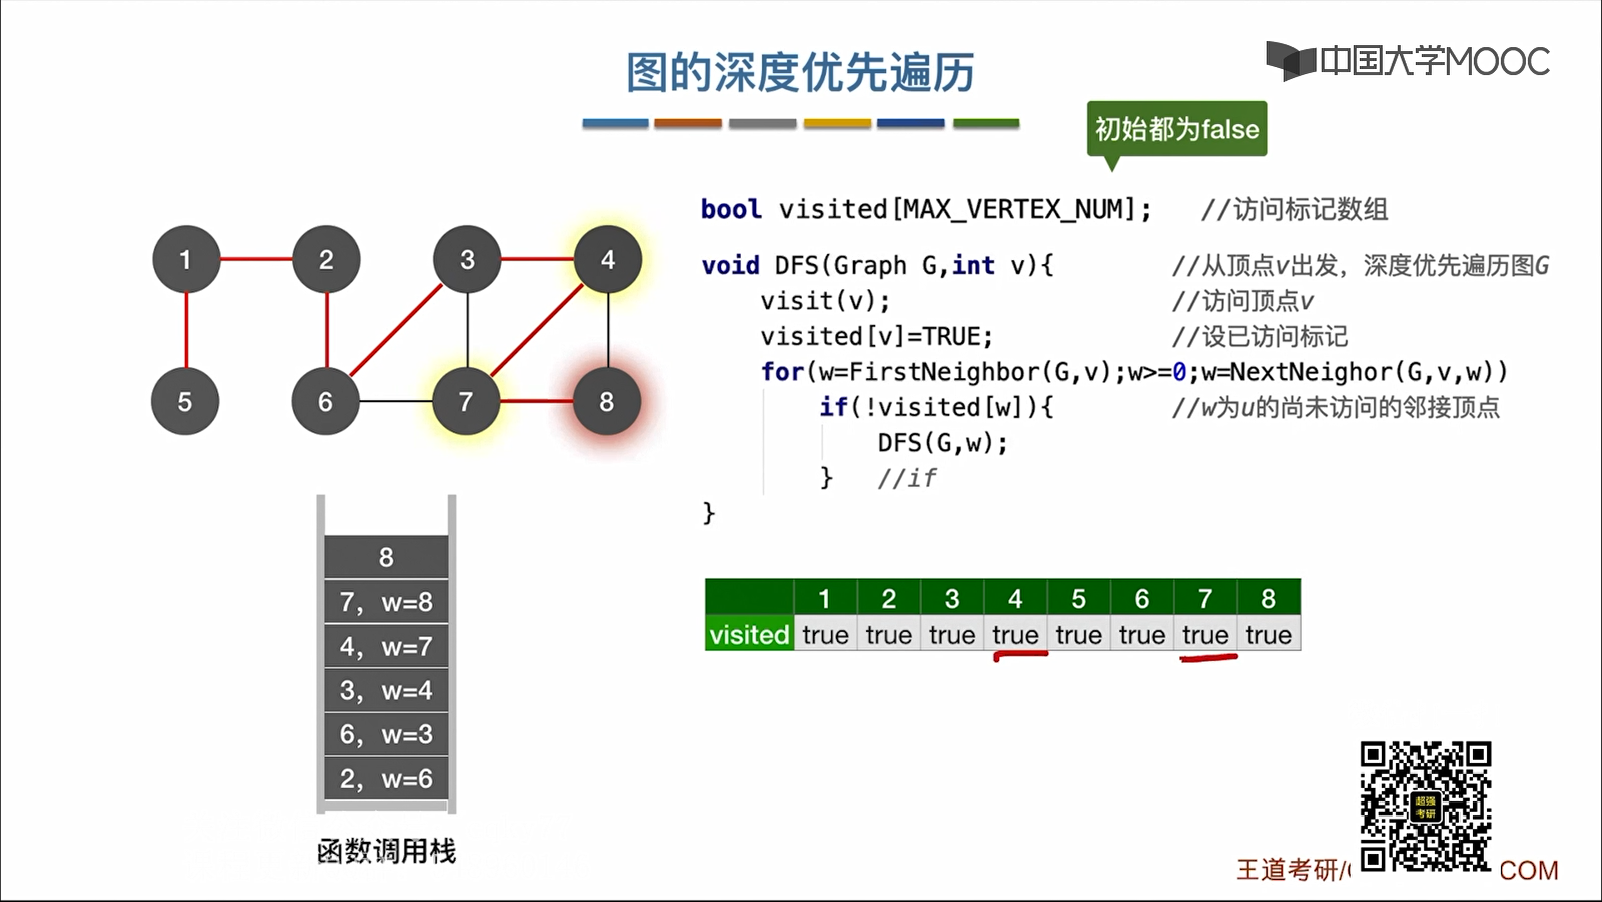 图的深度优先遍历
中国大学MOOC
初始都为false
bool visited[MAX_VERTEX_NUM]; //访问标记数组
void DFS(Graph G,int v){ //从顶点v出发，深度优先遍历图G
visit(v); //访问顶点v
visited[v]=TRUE; //设已访问标记
for(w=FirstNeighbor(G,v);w>=0;w=NextNeighor(G,v,w))
if(!visited[w]){ //w为u的尚未访问的邻接顶点
DFS(G,w);
} //if
}
1 2 3 4
5 6 7 8
8
7, w=8
4, w=7
3, w=4
6, w=3
2, w=6
函数调用栈
1 2 3 4 5 6 7 8
visited true true true true true true true true
超强
考研
王道考研/ COM